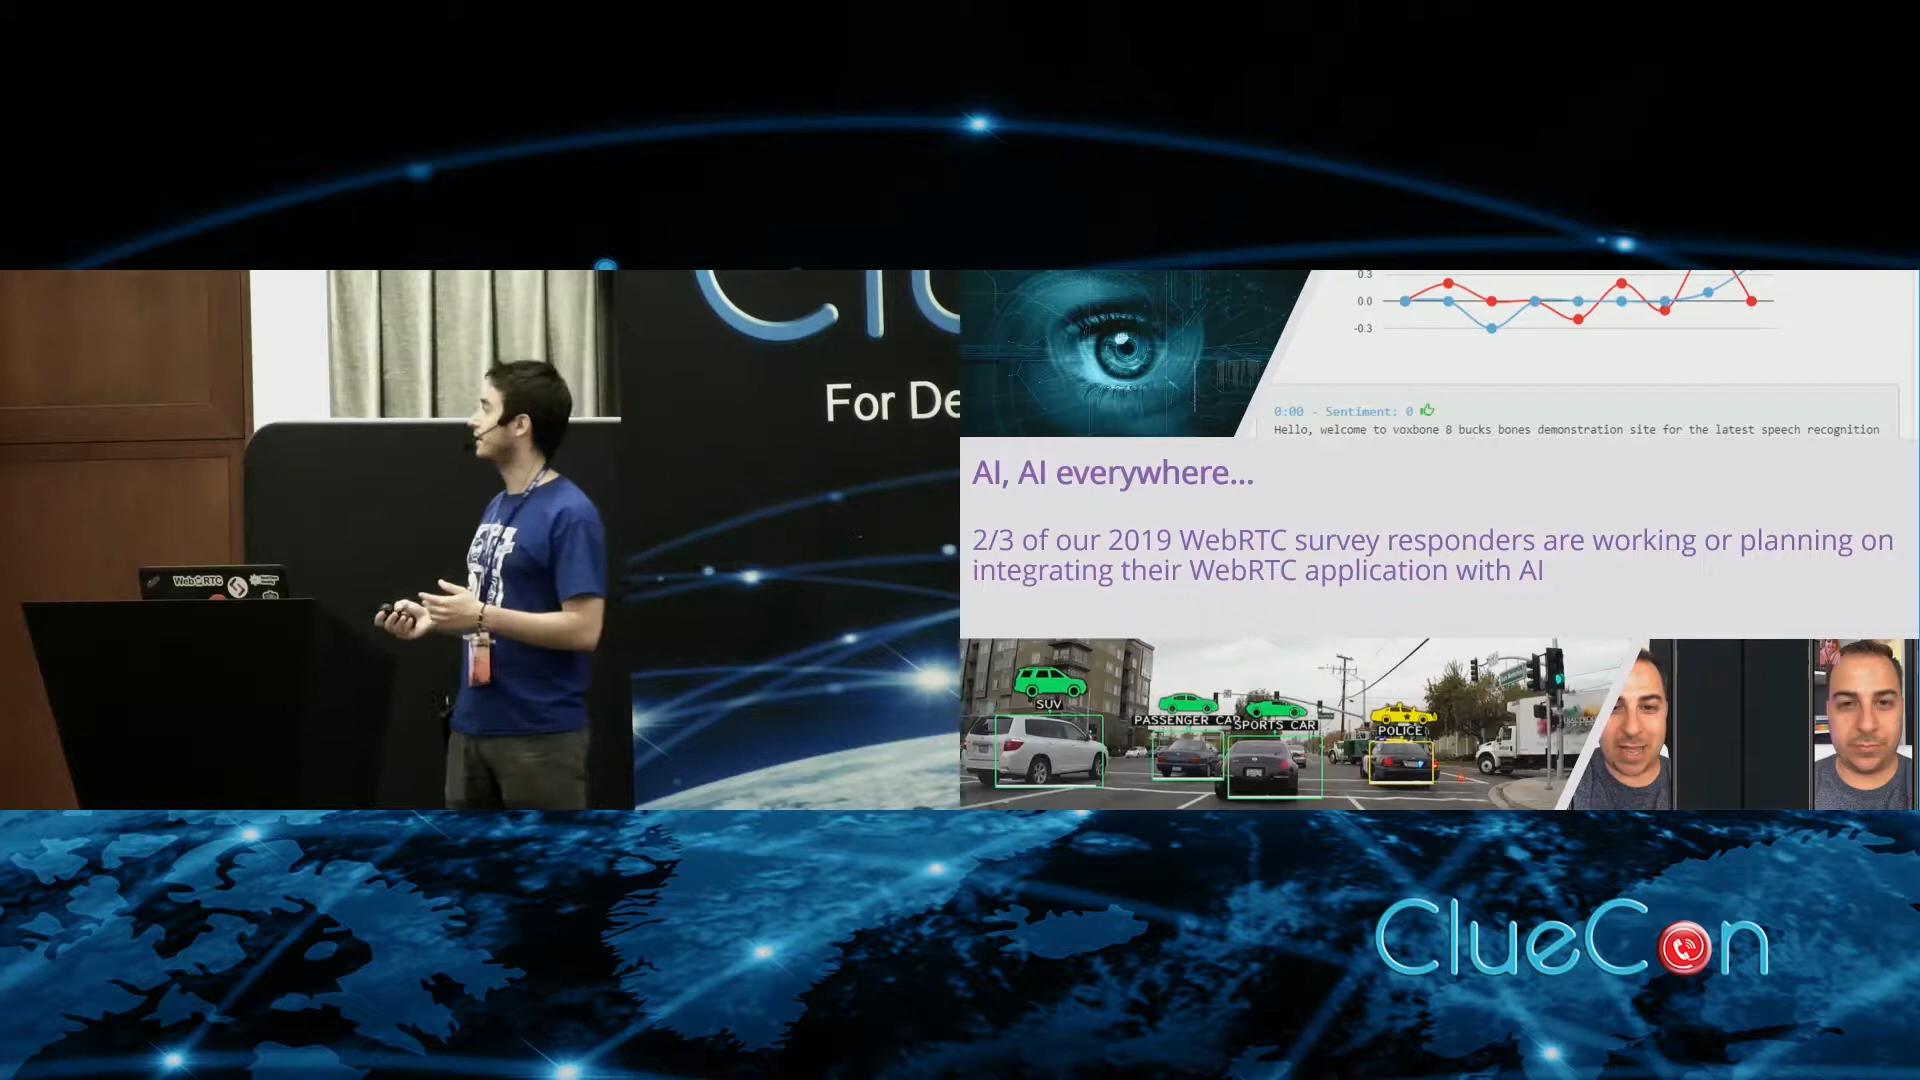 Clu
For De
WebRTC
0.3
0.0
-0.3
0:00 - Sentiment: 0
Hello, welcome to voxbone 8 bucks bones demonstration site for the latest speech recognition
AI, AI everywhere...
2/3 of our 2019 WebRTC survey responders are working or planning on
integrating their WebRTC application with AI
SUV
PASSENGER CAR
SPORTS CAR
POLICE
ClueCon